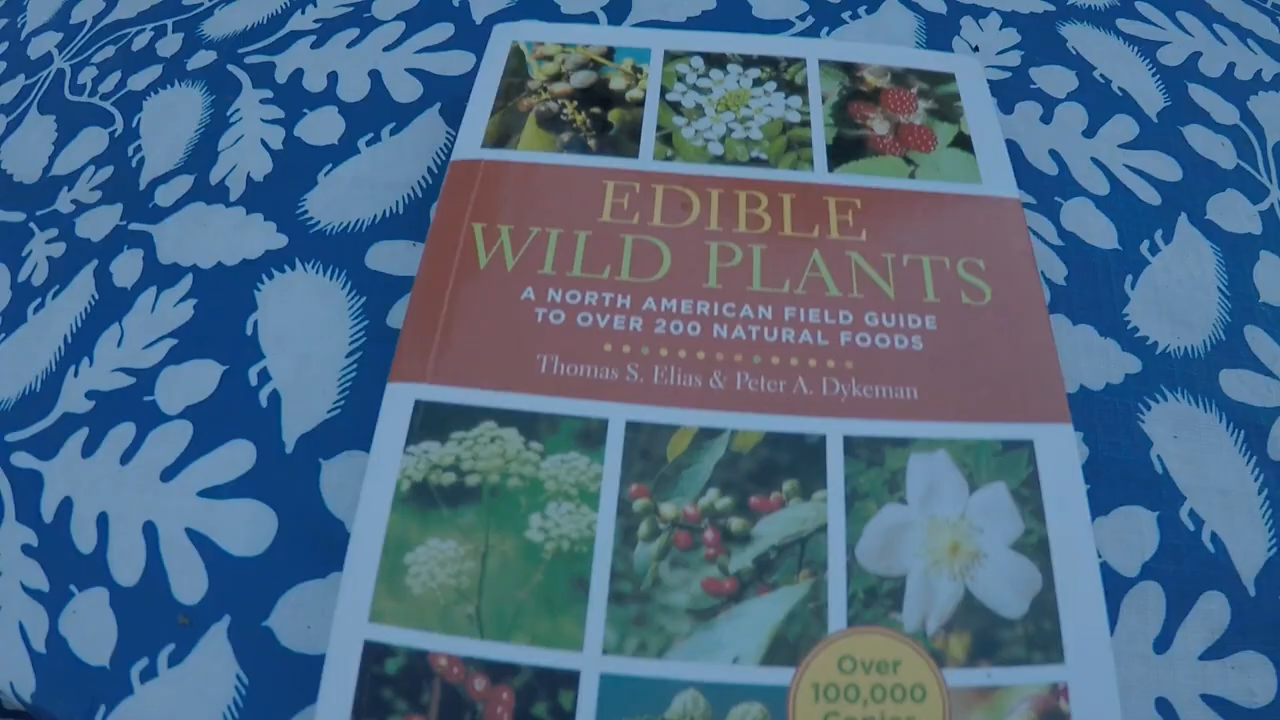 EDIBLE
WILD PLANTS
A NORTH AMERICAN FIELD GUIDE
TO OVER 200 NATURAL FOODS
Thomas S. Elias & Peter A. Dykeman
Over
100,000
Copies